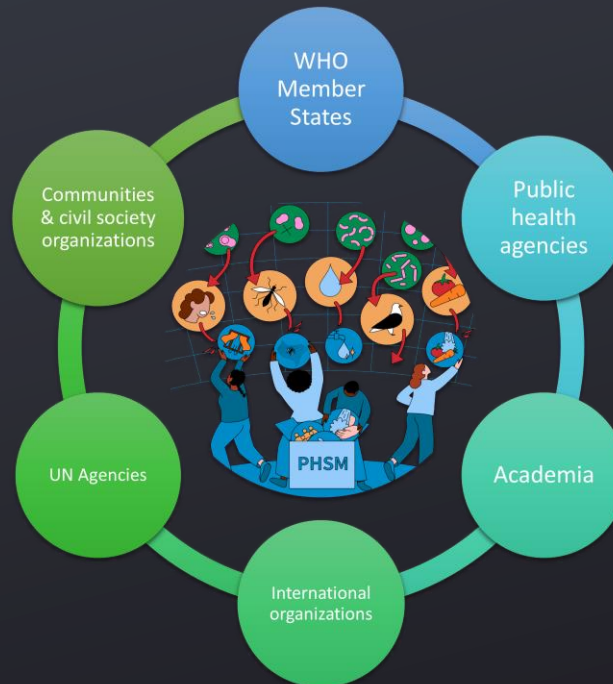 WHO
Member
States
Public
health
agencies
Academia
International
organizations
UN Agencies
Communities
& civil society
organizations
PHSM